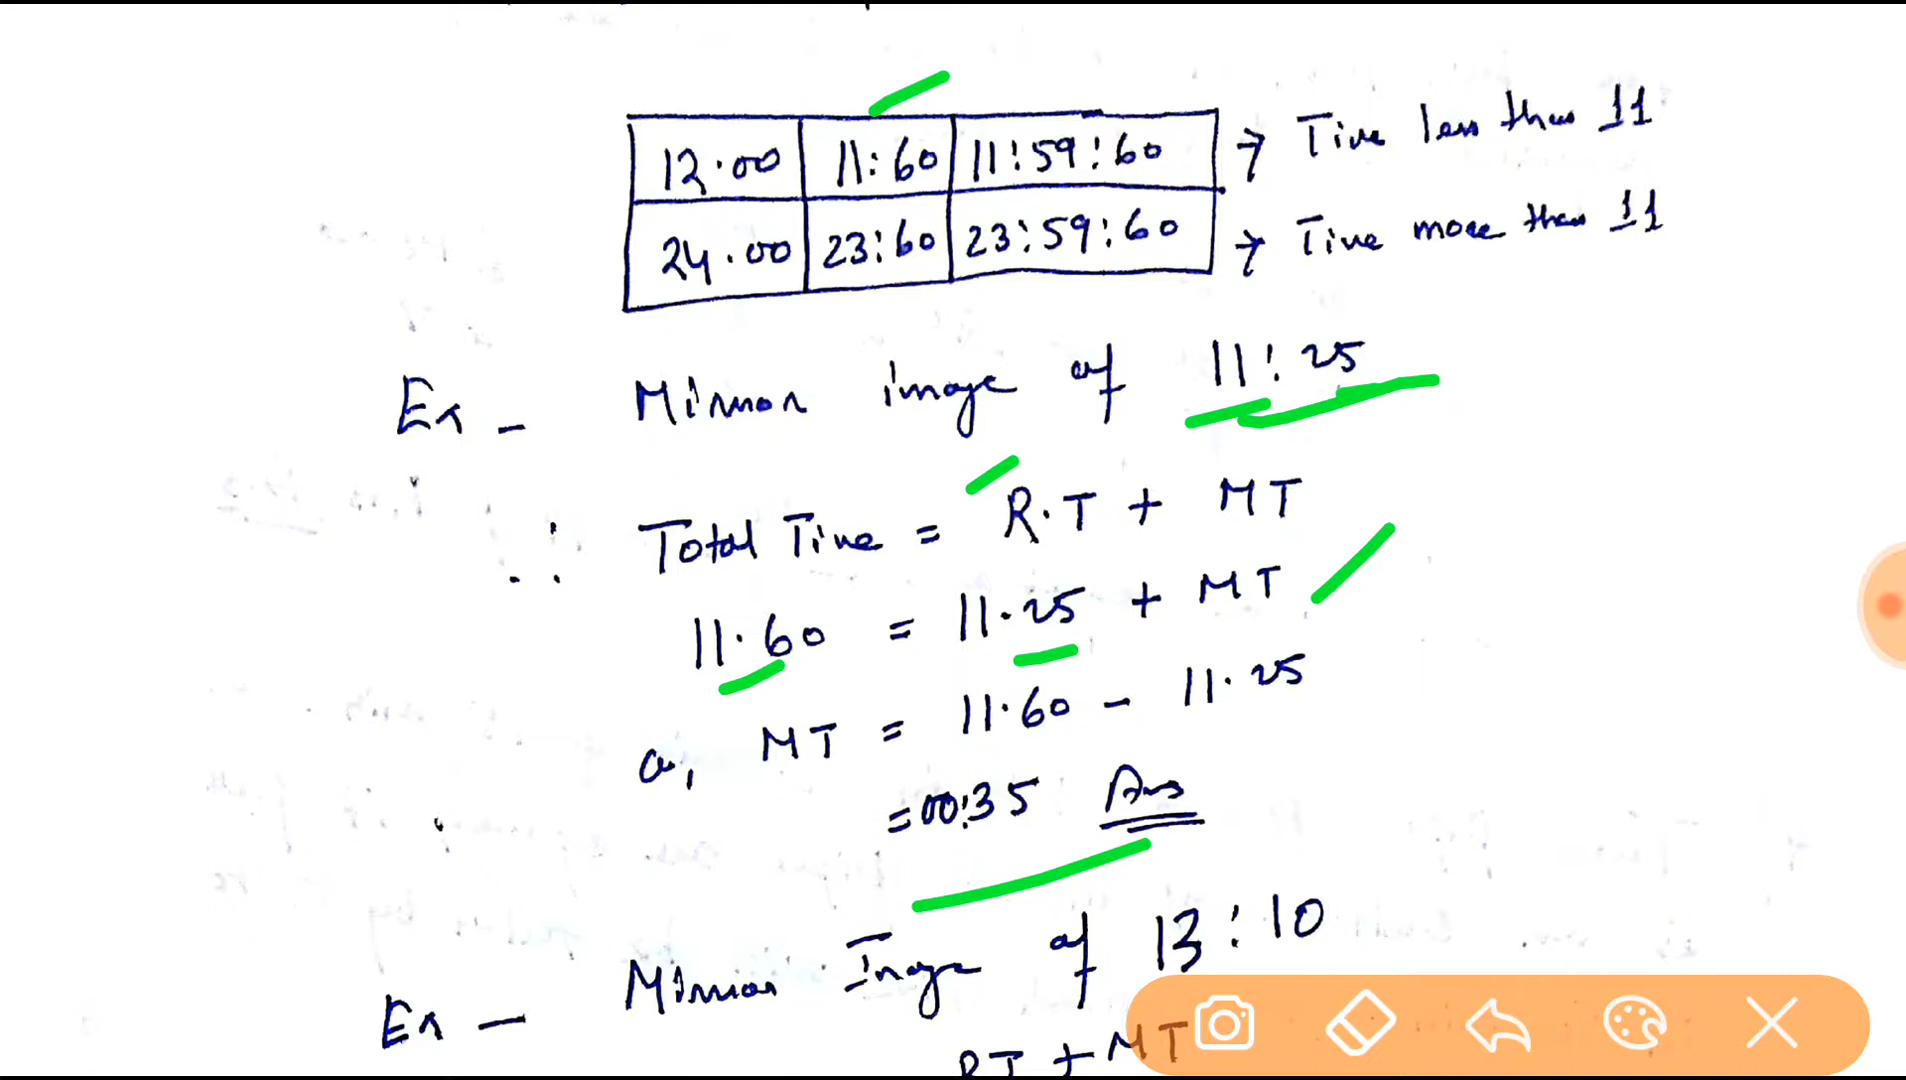 12.00 11:60 11:59:60 → Time less than 11
24.00 23:60 23:59:60 → Time more than 11
Ex - Mirror image of 11:25
∴ Total Time = R.T + MT
11.60 = 11.25 + MT
or, MT = 11.60 - 11.25
= 00:35 Ans
Ex - Mirror Image of 13:10
RT + MT